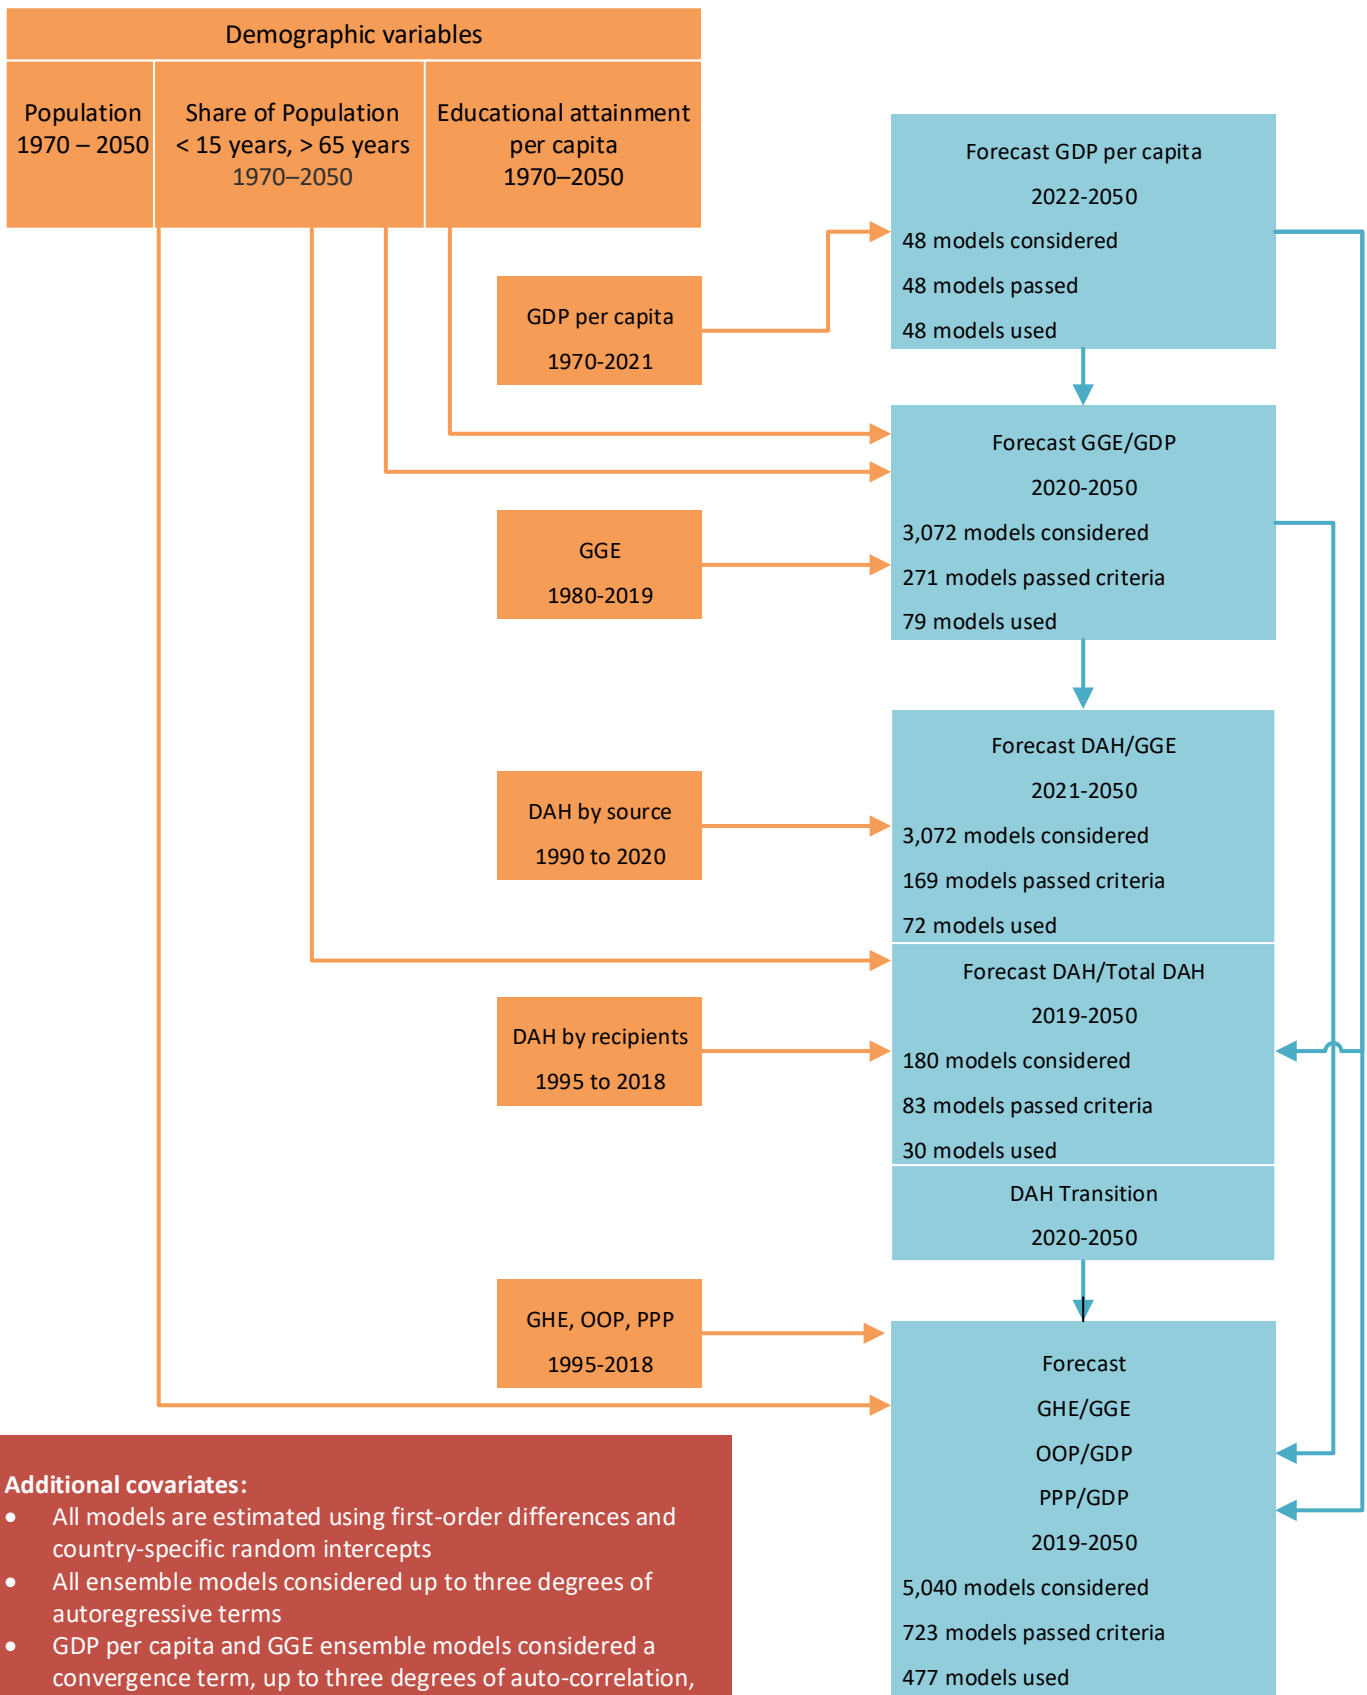 Demographic variables
Population
1970 – 2050
Share of Population
< 15 years, > 65 years
1970–2050
Educational attainment
per capita
1970–2050
Forecast GDP per capita
2022-2050
48 models considered
48 models passed
48 models used
GDP per capita
1970-2021
Forecast GGE/GDP
2020-2050
3,072 models considered
271 models passed criteria
79 models used
GGE
1980-2019
Forecast DAH/GGE
2021-2050
3,072 models considered
169 models passed criteria
72 models used
DAH by source
1990 to 2020
Forecast DAH/Total DAH
2019-2050
180 models considered
83 models passed criteria
30 models used
DAH by recipients
1995 to 2018
DAH Transition
2020-2050
GHE, OOP, PPP
1995-2018
Forecast
GHE/GGE
OOP/GDP
PPP/GDP
2019-2050
5,040 models considered
723 models passed criteria
477 models used
Additional covariates:
• All models are estimated using first-order differences and
country-specific random intercepts
• All ensemble models considered up to three degrees of
autoregressive terms
• GDP per capita and GGE ensemble models considered a
convergence term, up to three degrees of auto-correlation,